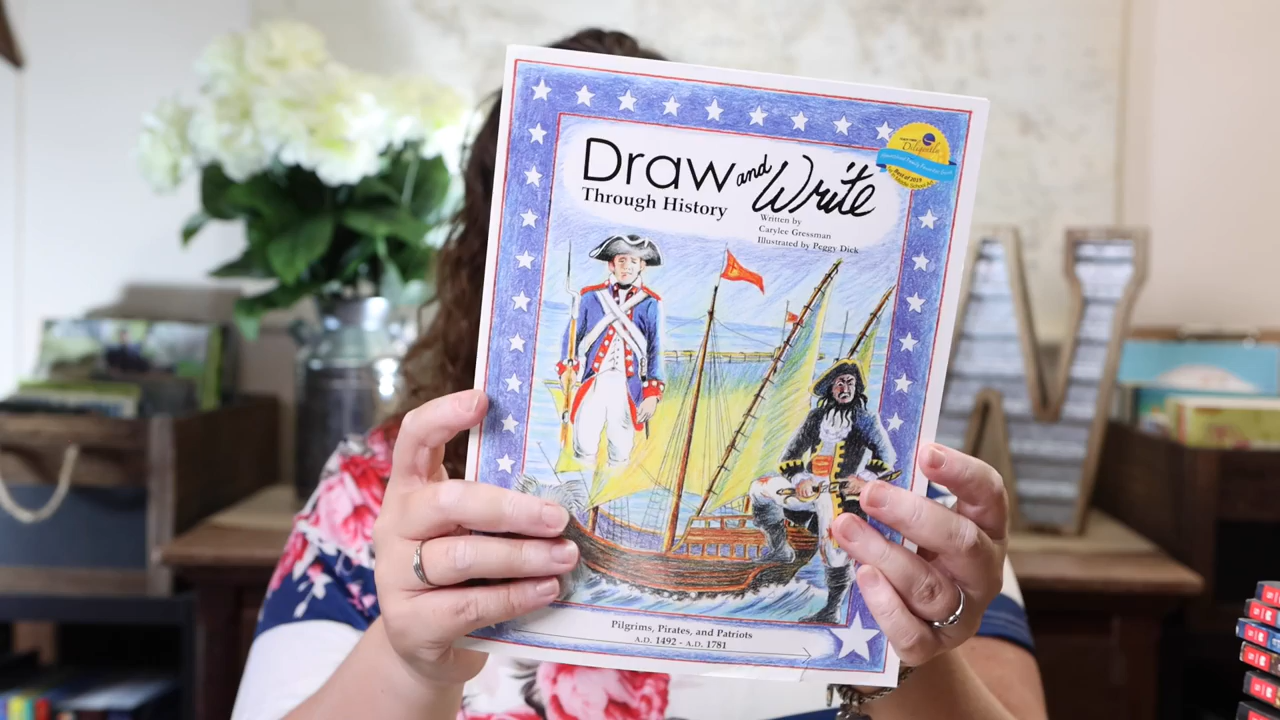 Draw and Write
Through History
Written by
Carylee Gressman
Illustrated by Peggy Dick
Pilgrims, Pirates, and Patriots
A.D. 1492 - A.D. 1781